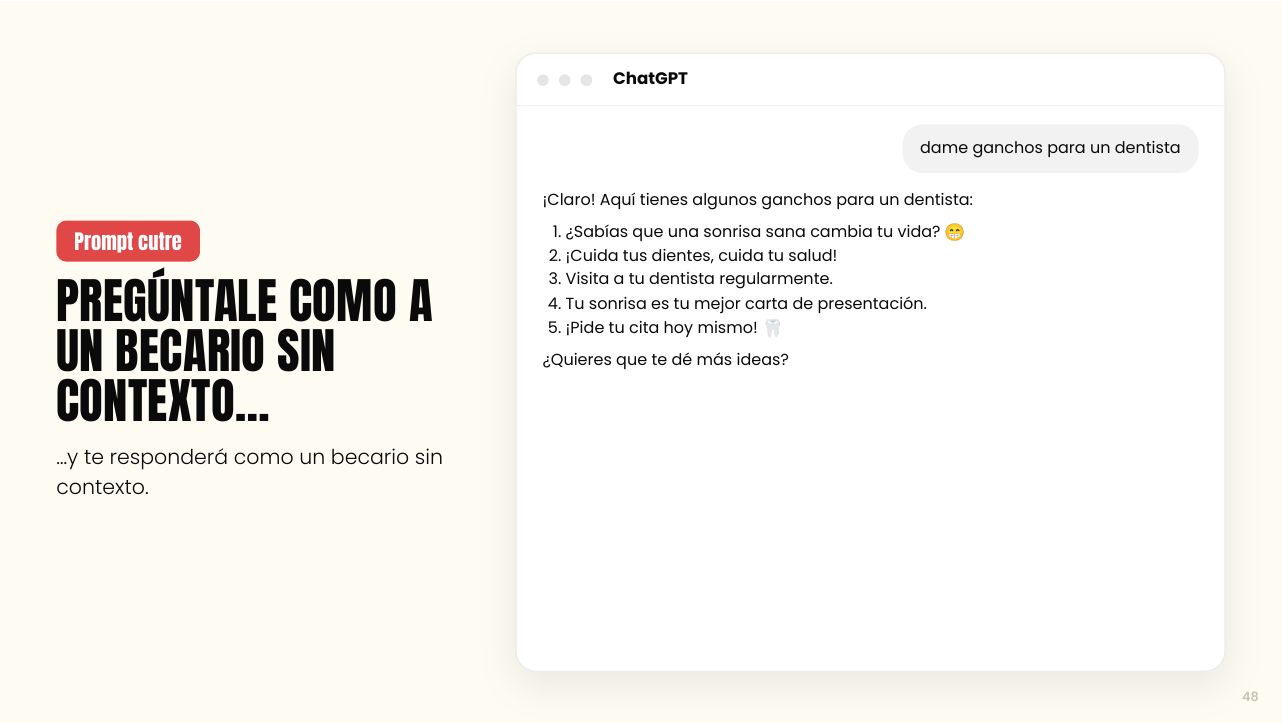 Prompt cutre
PREGÚNTALE COMO A
UN BECARIO SIN
CONTEXTO...
...y te responderá como un becario sin
contexto.
ChatGPT
dame ganchos para un dentista
¡Claro! Aquí tienes algunos ganchos para un dentista:
1. ¿Sabías que una sonrisa sana cambia tu vida? 😁
2. ¡Cuida tus dientes, cuida tu salud!
3. Visita a tu dentista regularmente.
4. Tu sonrisa es tu mejor carta de presentación.
5. ¡Pide tu cita hoy mismo! 🦷
¿Quieres que te dé más ideas?
48